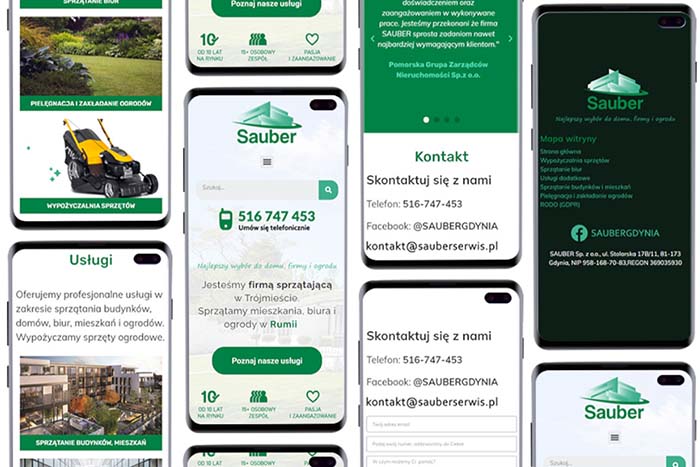 SPRZĄTANIE BIUR
PIELĘGNACJA I ZAKŁADANIE OGRODÓW
WYPOŻYCZALNIA SPRZĘTÓW
Usługi
Oferujemy profesjonalne usługi w
zakresie sprzątania budynków,
domów, biur, mieszkań i ogrodów.
Wypożyczamy sprzęty ogrodowe.
SPRZĄTANIE BUDYNKÓW, MIESZKAŃ
Poznaj nasze usługi
10
OD 10 LAT
NA RYNKU
15+ OSOBOWY
ZESPÓŁ
PASJA
I ZAANGAŻOWANIE
Sauber
Szukaj...
516 747 453
Umów się telefonicznie
Najlepszy wybór do domu, firmy i ogrodu
Jesteśmy firmą sprzątającą
w Trójmieście.
Sprzątamy mieszkania, biura i
ogrody w Rumii
Poznaj nasze usługi
10
OD 10 LAT
NA RYNKU
15+ OSOBOWY
ZESPÓŁ
PASJA
I ZAANGAŻOWANIE
OD 10 LAT
15+ OSOBOWY
PASJA
doświadczeniem oraz
zaangażowaniem w wykonywane
prace. Jesteśmy przekonani że firma
SAUBER sprosta zadaniom nawet
najbardziej wymagającym klientom."
Pomorska Grupa Zarządców
Nieruchomości Sp.z o.o.
Kontakt
Skontaktuj się z nami
Telefon: 516-747-453
Facebook: @SAUBERGDYNIA
kontakt@sauberserwis.pl
Skontaktuj się z nami
Telefon: 516-747-453
Facebook: @SAUBERGDYNIA
kontakt@sauberserwis.pl
Twój adres email
Podaj swój numer, oddzwonimy do Ciebie
W czym możemy Ci pomóc?
Sauber
Najlepszy wybór do domu, firmy i ogrodu
Mapa witryny
Strona główna
Wypożyczalnia sprzętów
Sprzątanie biur
Usługi dodatkowe
Sprzątanie budynków i mieszkań
Pielęgnacja i zakładanie ogrodów
RODO (GDPR)
SAUBERGDYNIA
SAUBER Sp. z o.o., ul. Stolarska 17B/11, 81-173
Gdynia, NIP 958-168-70-83,REGON 369035930
Sauber
Szukaj...